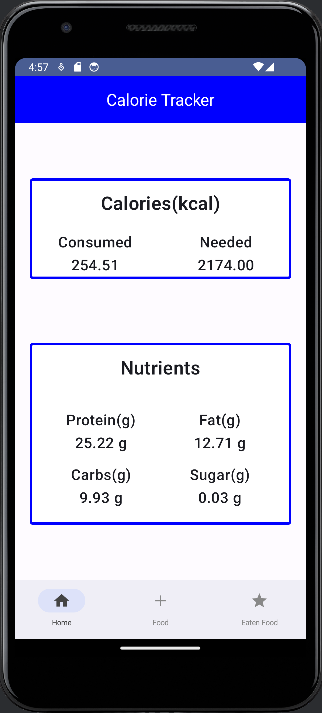 4:57
Calorie Tracker
Calories(kcal)
Consumed Needed
254.51 2174.00
Nutrients
Protein(g) Fat(g)
25.22 g 12.71 g
Carbs(g) Sugar(g)
9.93 g 0.03 g
Home Food Eaten Food